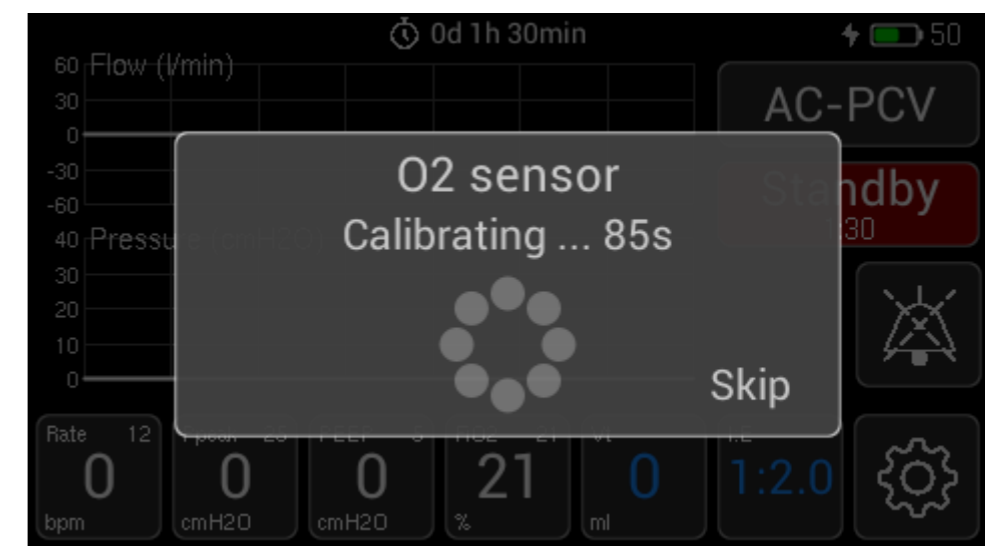 0d 1h 30min
50
60 Flow (l/min)
30
0
-30
-60
AC-PCV
Standby
O2 sensor
Calibrating ... 85s
Skip
40 Pressure (cmH2O)
30
20
10
0
Rate 12
0
bpm
0
cmH2O
0
cmH2O
21
%
0
ml
1:2.0